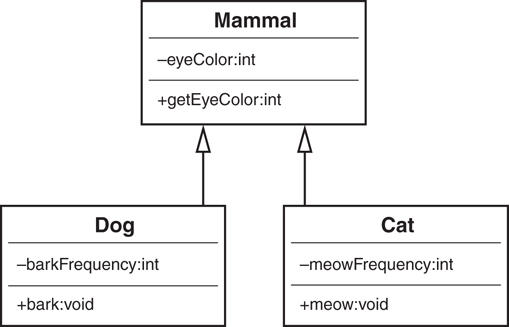 Mammal
–eyeColor:int
+getEyeColor:int
Dog
–barkFrequency:int
+bark:void
Cat
–meowFrequency:int
+meow:void